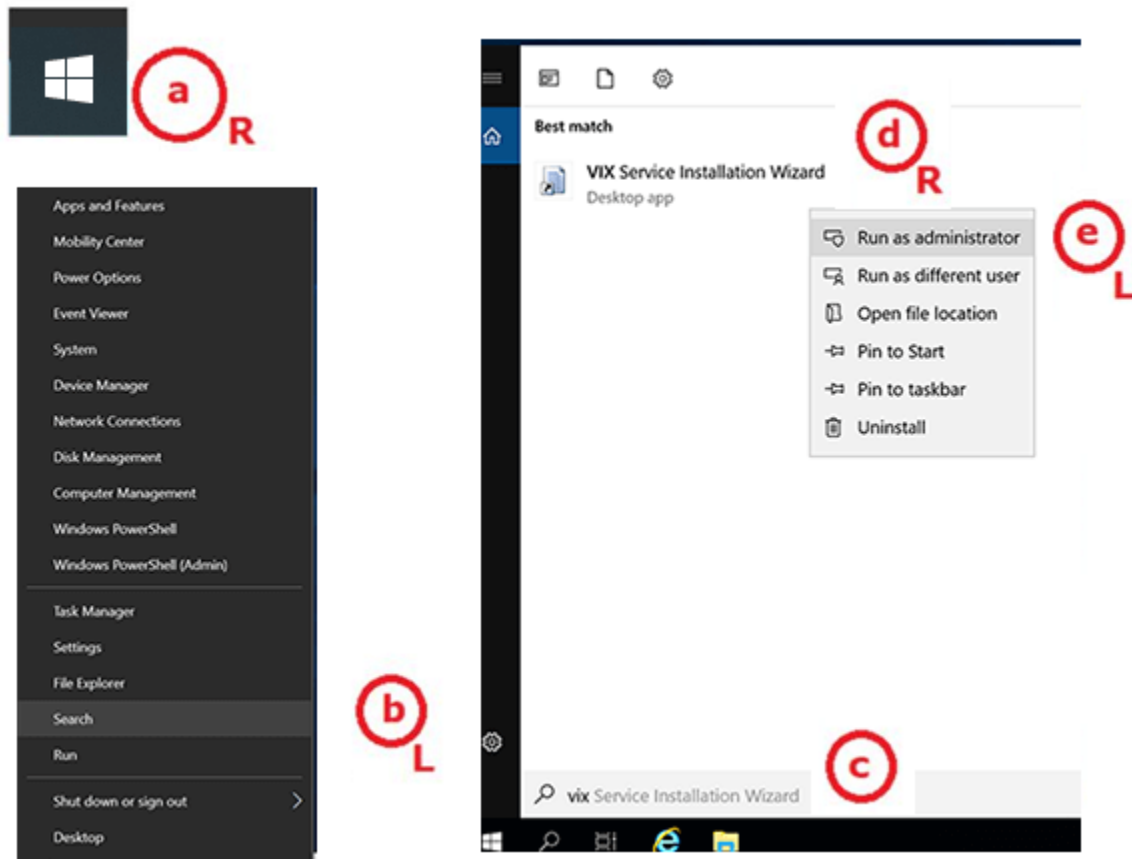 a
R
Apps and Features
Mobility Center
Power Options
Event Viewer
System
Device Manager
Network Connections
Disk Management
Computer Management
Windows PowerShell
Windows PowerShell (Admin)
Task Manager
Settings
File Explorer
Search
Run
Shut down or sign out
Desktop
b
L
Best match
VIX Service Installation Wizard
Desktop app
d
R
Run as administrator
Run as different user
Open file location
Pin to Start
Pin to taskbar
Uninstall
e
L
c
vix Service Installation Wizard